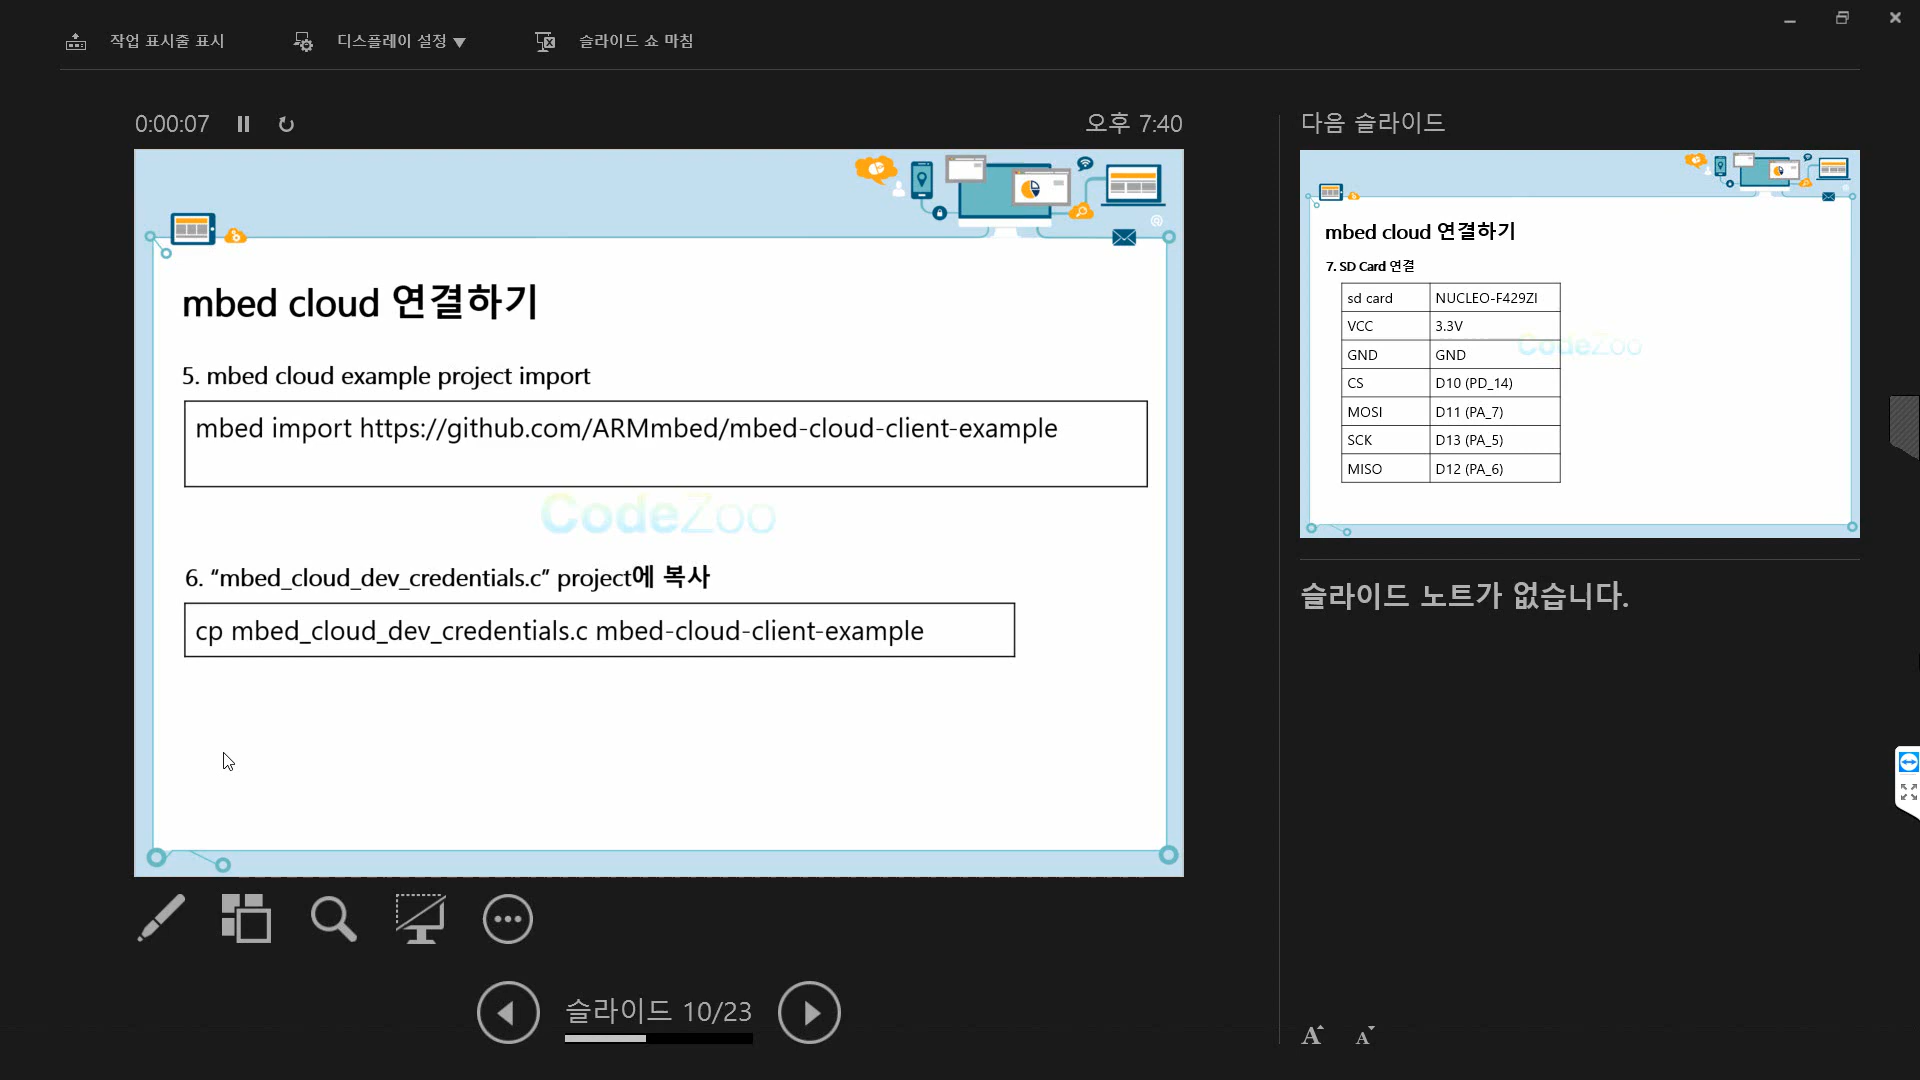 작업 표시줄 표시
디스플레이 설정 ▼
슬라이드 쇼 마침
0:00:07
오후 7:40
mbed cloud 연결하기
5. mbed cloud example project import
mbed import https://github.com/ARMmbed/mbed-cloud-client-example
CodeZoo
6. “mbed_cloud_dev_credentials.c” project에 복사
cp mbed_cloud_dev_credentials.c mbed-cloud-client-example
슬라이드 10/23
다음 슬라이드
mbed cloud 연결하기
7. SD Card 연결
sd card NUCLEO-F429ZI
VCC 3.3V
GND GND
CS D10 (PD_14)
MOSI D11 (PA_7)
SCK D13 (PA_5)
MISO D12 (PA_6)
CodeZoo
슬라이드 노트가 없습니다.
A A